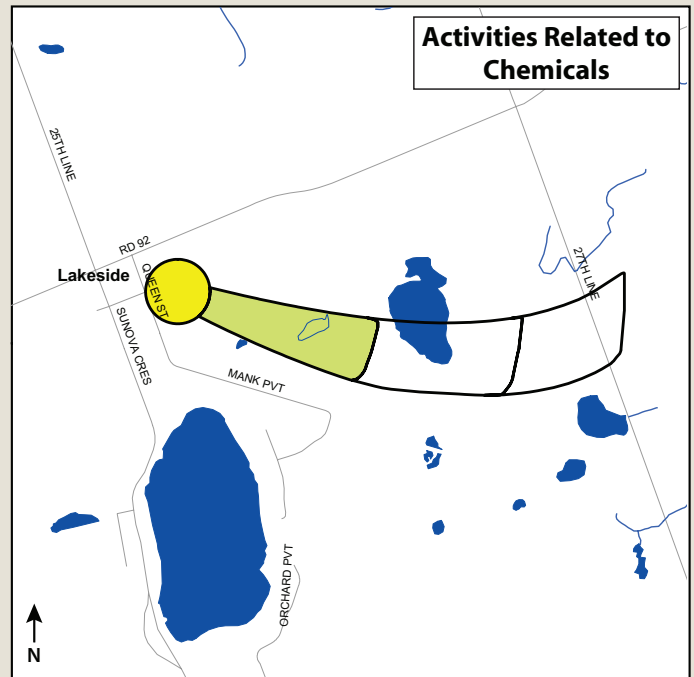 Activities Related to
Chemicals
25TH LINE
RD 92
Lakeside
QUEEN ST
27TH LINE
SUNOVA CRES
MANK PVT
ORCHARD PVT
N